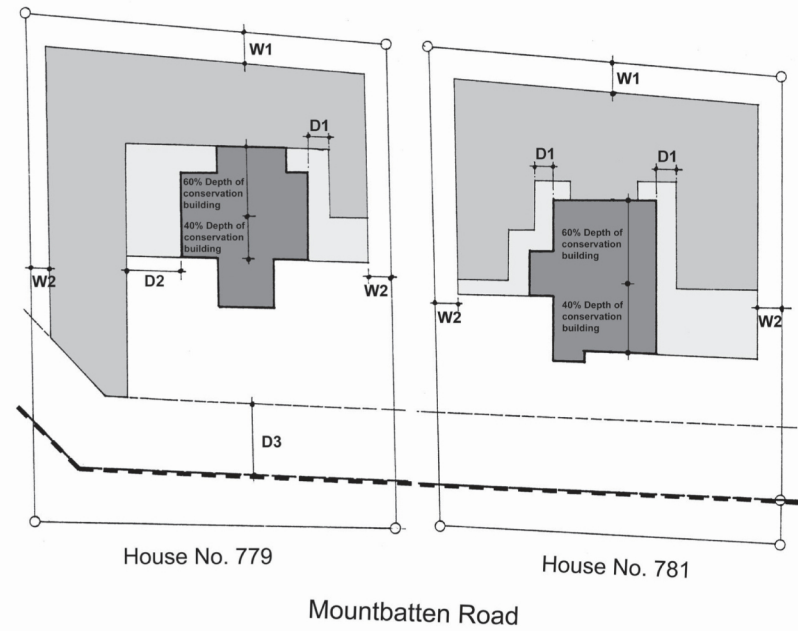 W1
W1
D1
D1
D1
60% Depth of
conservation
building
40% Depth of
conservation
building
60% Depth of
conservation
building
40% Depth of
conservation
building
W2
D2
W2
W2
W2
D3
House No. 779
House No. 781
Mountbatten Road